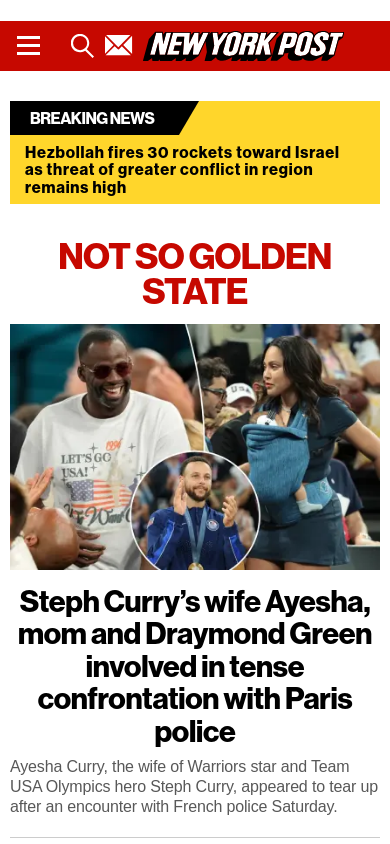 NEW YORK POST
BREAKING NEWS
Hezbollah fires 30 rockets toward Israel
as threat of greater conflict in region
remains high
NOT SO GOLDEN
STATE
USA
1994
LET'S GO
USA!
Steph Curry’s wife Ayesha,
mom and Draymond Green
involved in tense
confrontation with Paris
police
Ayesha Curry, the wife of Warriors star and Team
USA Olympics hero Steph Curry, appeared to tear up
after an encounter with French police Saturday.